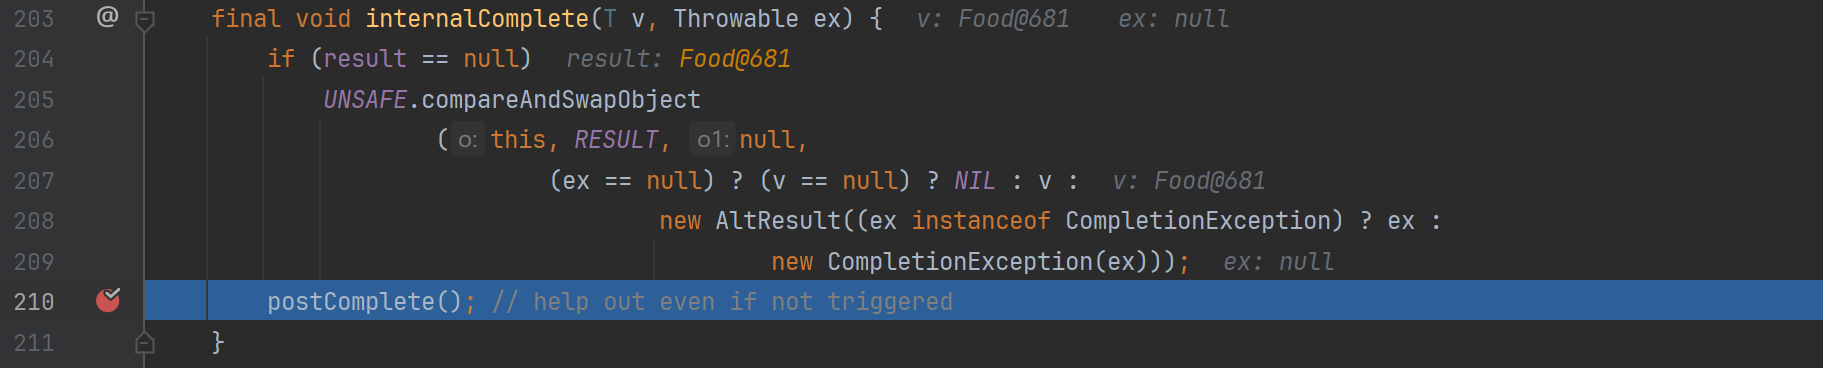 203 @ final void internalComplete(T v, Throwable ex) { v: Food@681 ex: null
204 if (result == null) result: Food@681
205 UNSAFE.compareAndSwapObject
206 (o: this, RESULT, o1: null,
207 (ex == null) ? (v == null) ? NIL : v : v: Food@681
208 new AltResult((ex instanceof CompletionException) ? ex :
209 new CompletionException(ex))); ex: null
210 postComplete(); // help out even if not triggered
211 }